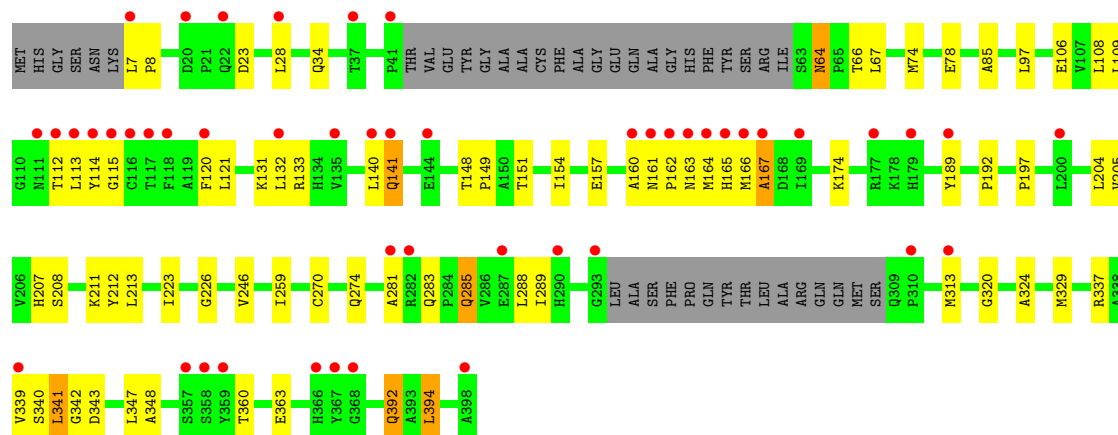 MET HIS GLY SER ASN LYS L7 P8 D20 P21 Q22 D23 L28 Q34 T37 P41 THR VAL GLU TYR GLY ALA ALA CYS PHE ALA GLY GLU GLN ALA GLY HIS PHE TYR SER ARG ILE S63 N64 P65 T66 L67 M74 E78 A85 L97 E106 V107 L108 L109
G110 N111 T112 L113 Y114 G115 C116 T117 F118 A119 F120 L121 K131 L132 R133 H134 V135 L140 Q141 E144 T148 P149 A150 T151 I154 E157 A160 N161 P162 N163 M164 H165 M166 A167 D168 I169 K174 R177 K178 H179 Y189 P192 P197 L200 L204 V205
V206 H207 S208 K211 Y212 L213 I223 G226 V246 I259 C270 Q274 A281 R282 Q283 P284 Q285 V286 E287 L288 I289 H290 G293 LEU ALA SER PHE PRO GLN TYR THR LEU ALA ARG GLN GLN MET SER Q309 P310 M313 G320 A324 M329 R337 A338
V339 S340 L341 G342 D343 L347 A348 S357 S358 Y359 T360 E363 H366 Y367 G368 Q392 A393 L394 A398